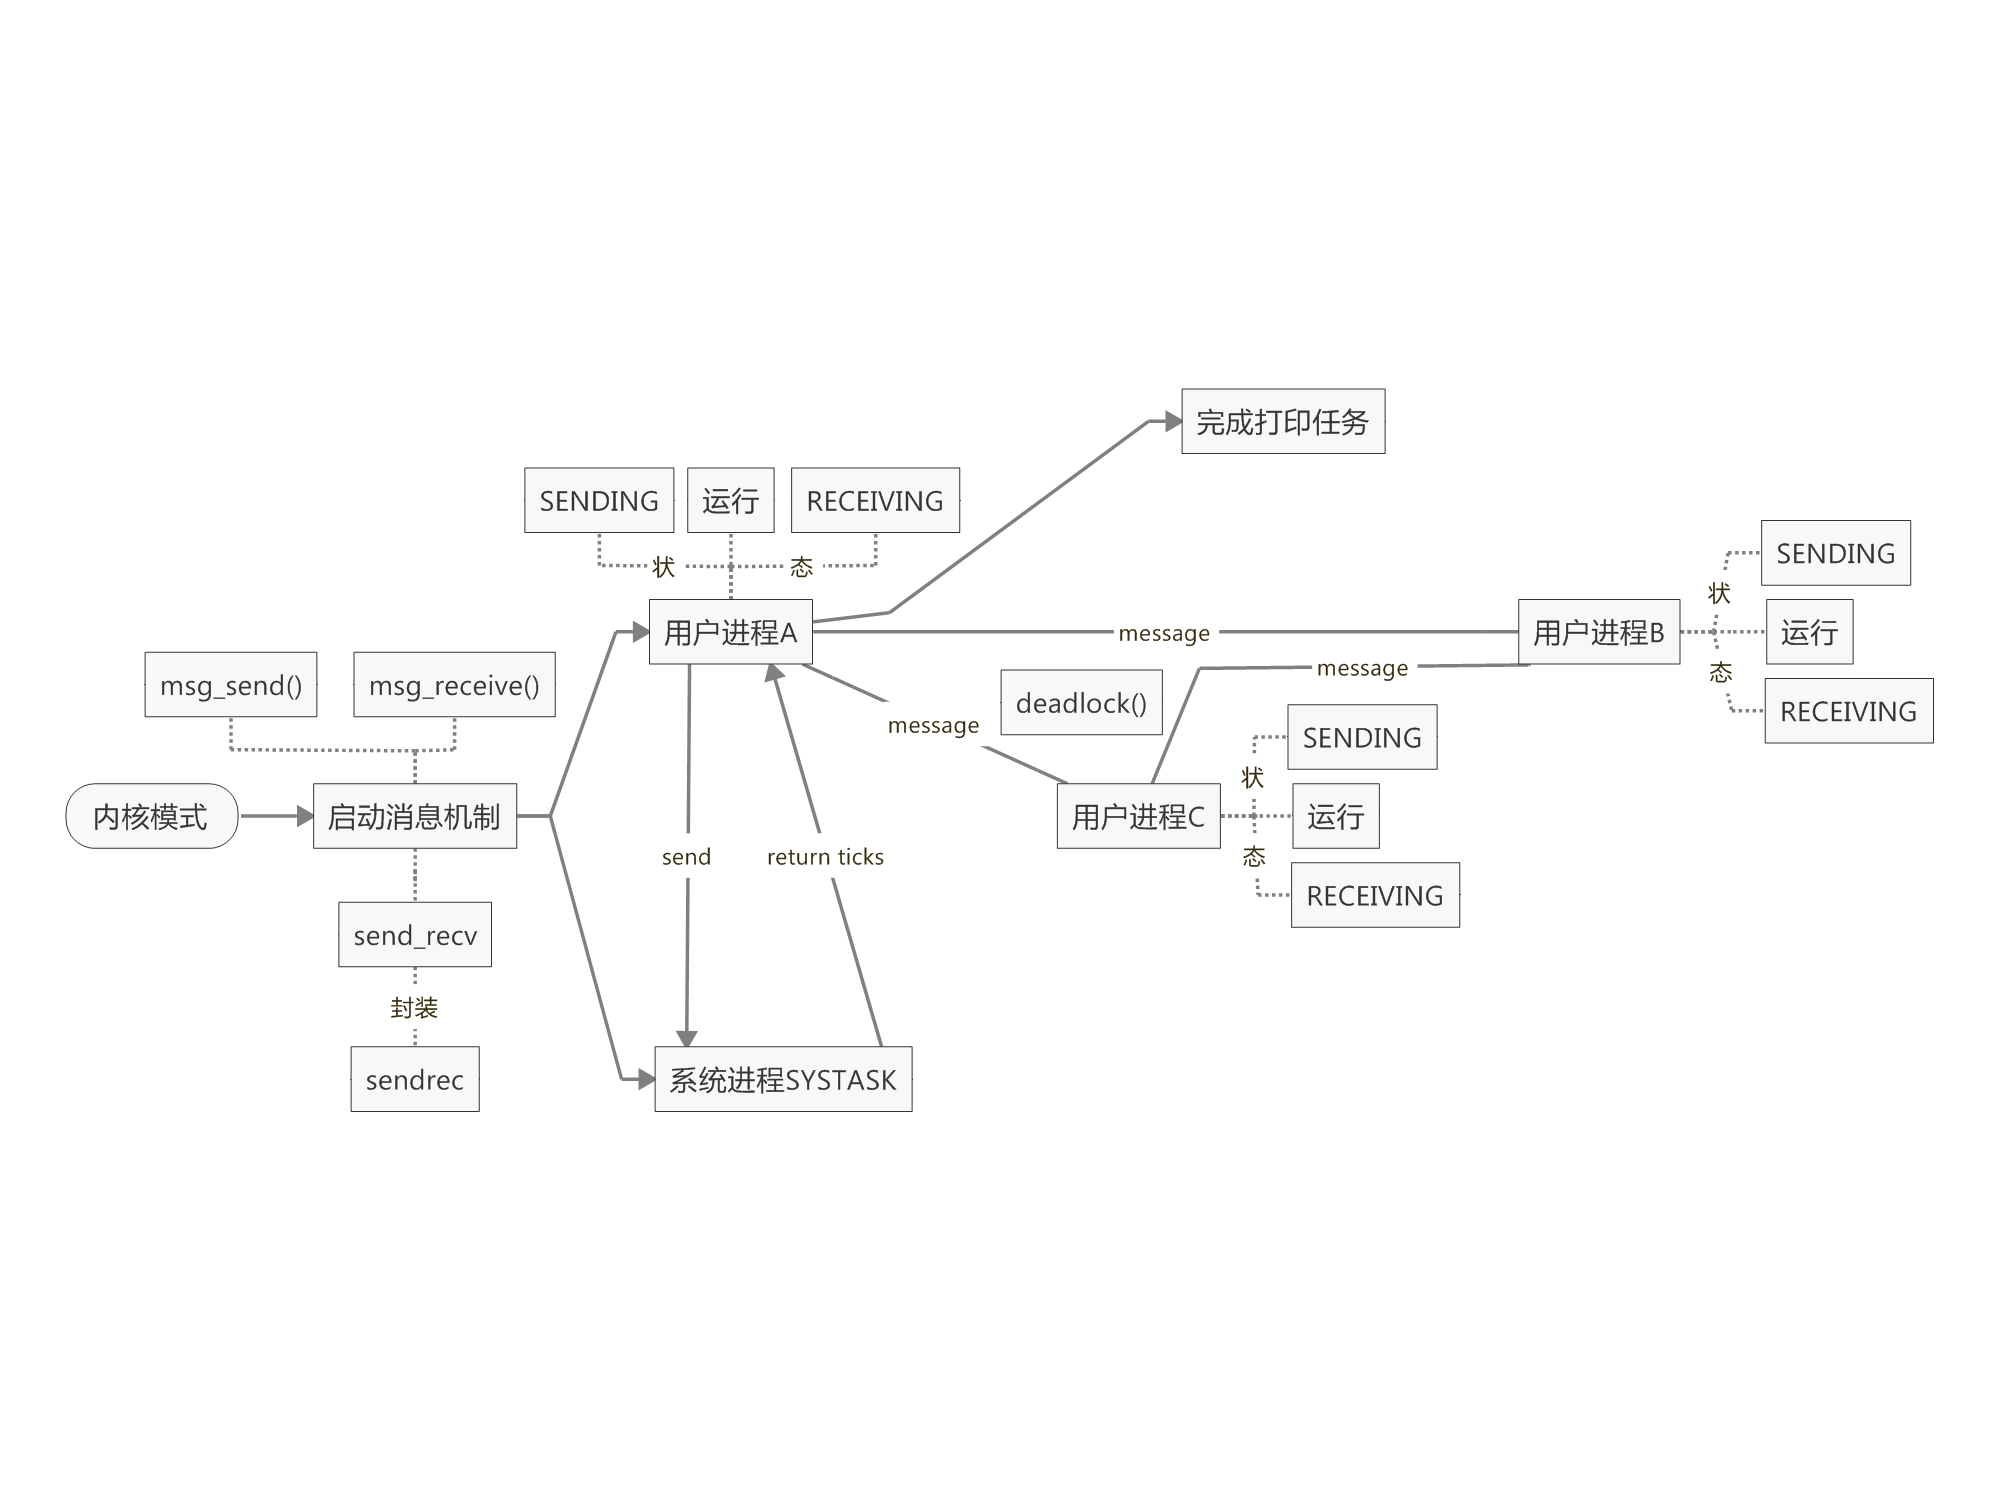 完成打印任务
SENDING
运行
RECEIVING
状
态
用户进程A
message
用户进程B
SENDING
状
运行
态
RECEIVING
message
message
deadlock()
msg_send()
msg_receive()
内核模式
启动消息机制
用户进程C
SENDING
状
运行
态
RECEIVING
send
return ticks
send_recv
封装
sendrec
系统进程SYSTASK